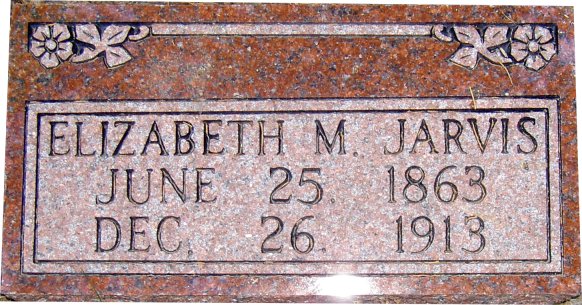 ELIZABETH M. JARVIS
JUNE 25. 1863
DEC. 26. 1913